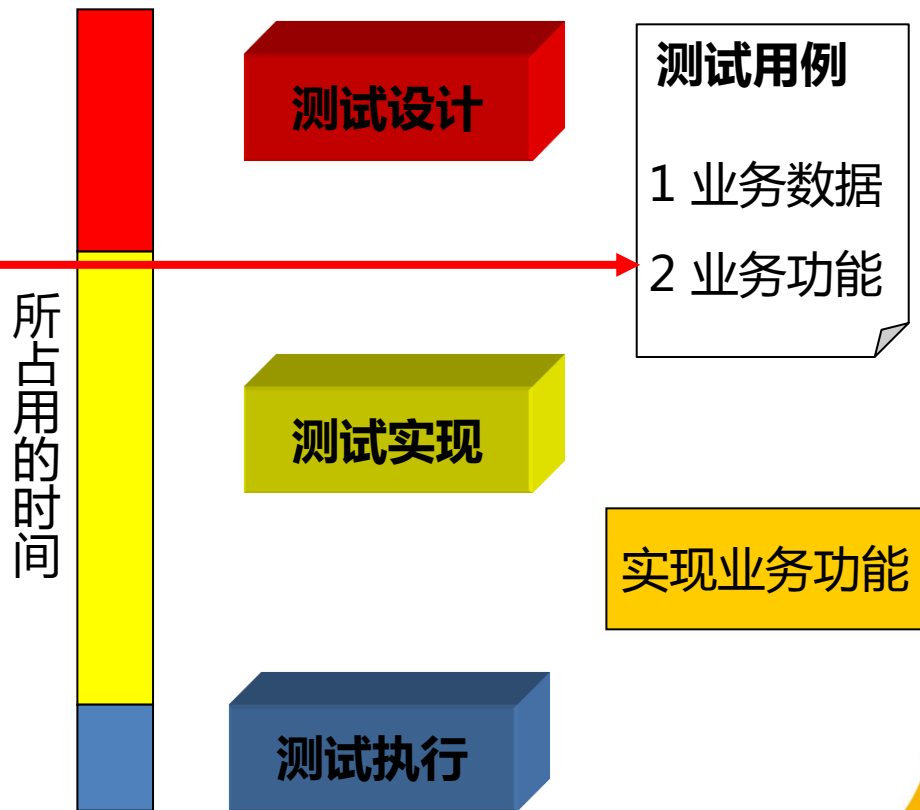 测试设计
测试用例
1 业务数据
2 业务功能
所占用的时间
测试实现
实现业务功能
测试执行